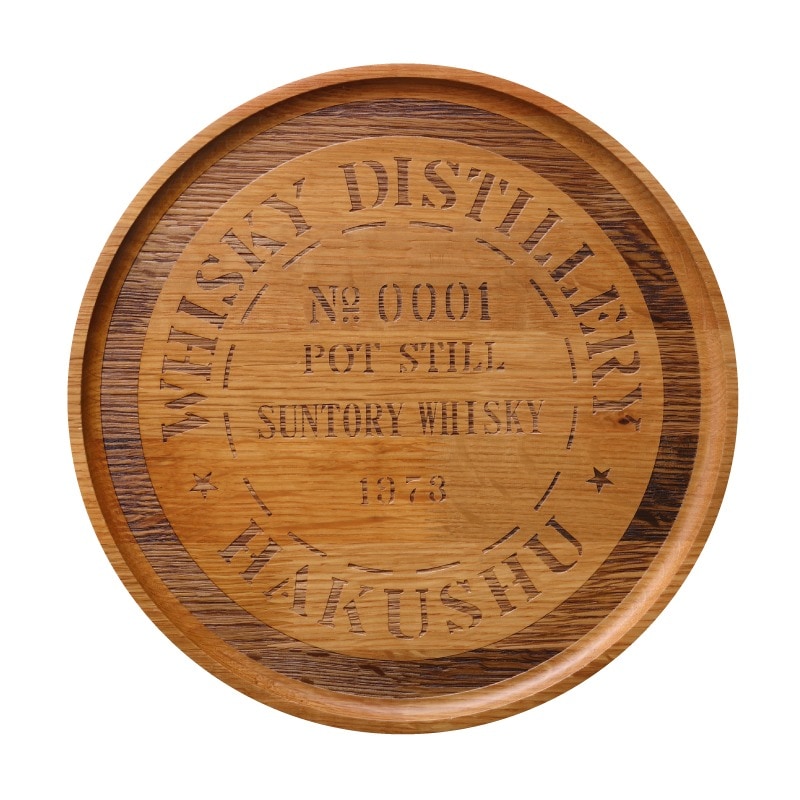 WHISKY DISTILLERY
№ 0001
POT STILL
SUNTORY WHISKY
1973
HAKUSHU